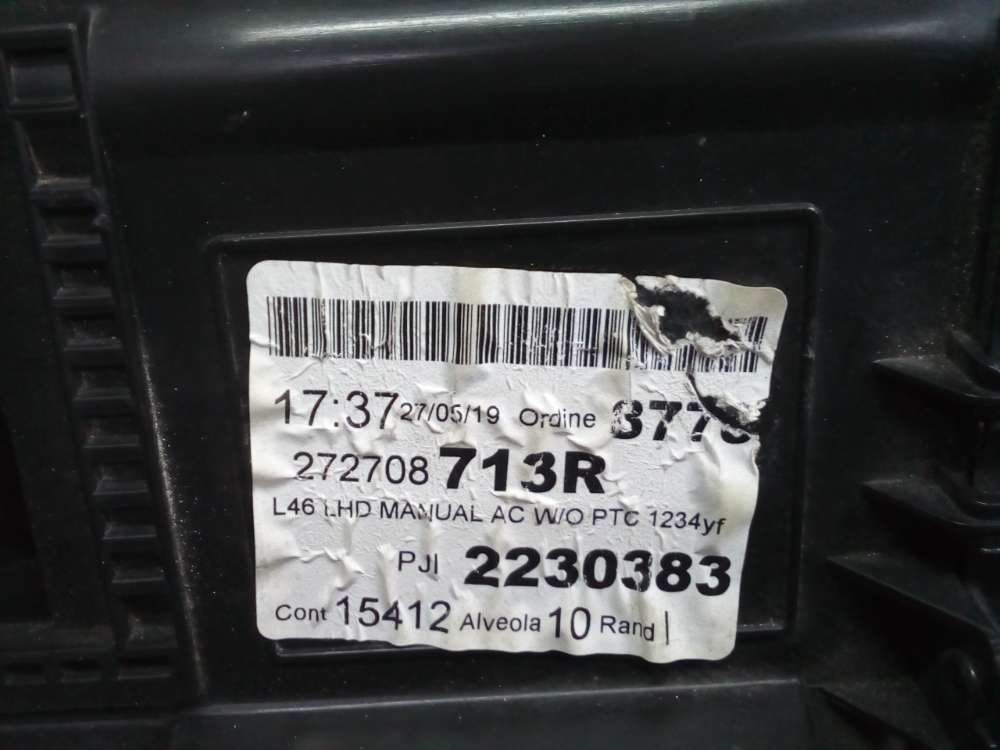 17:37 27/05/19 Ordine
272708 713R
L46 LHD MANUAL AC W/O PTC 1234yf
PJI 2230383
Cont 15412 Alveola 10 Rand |